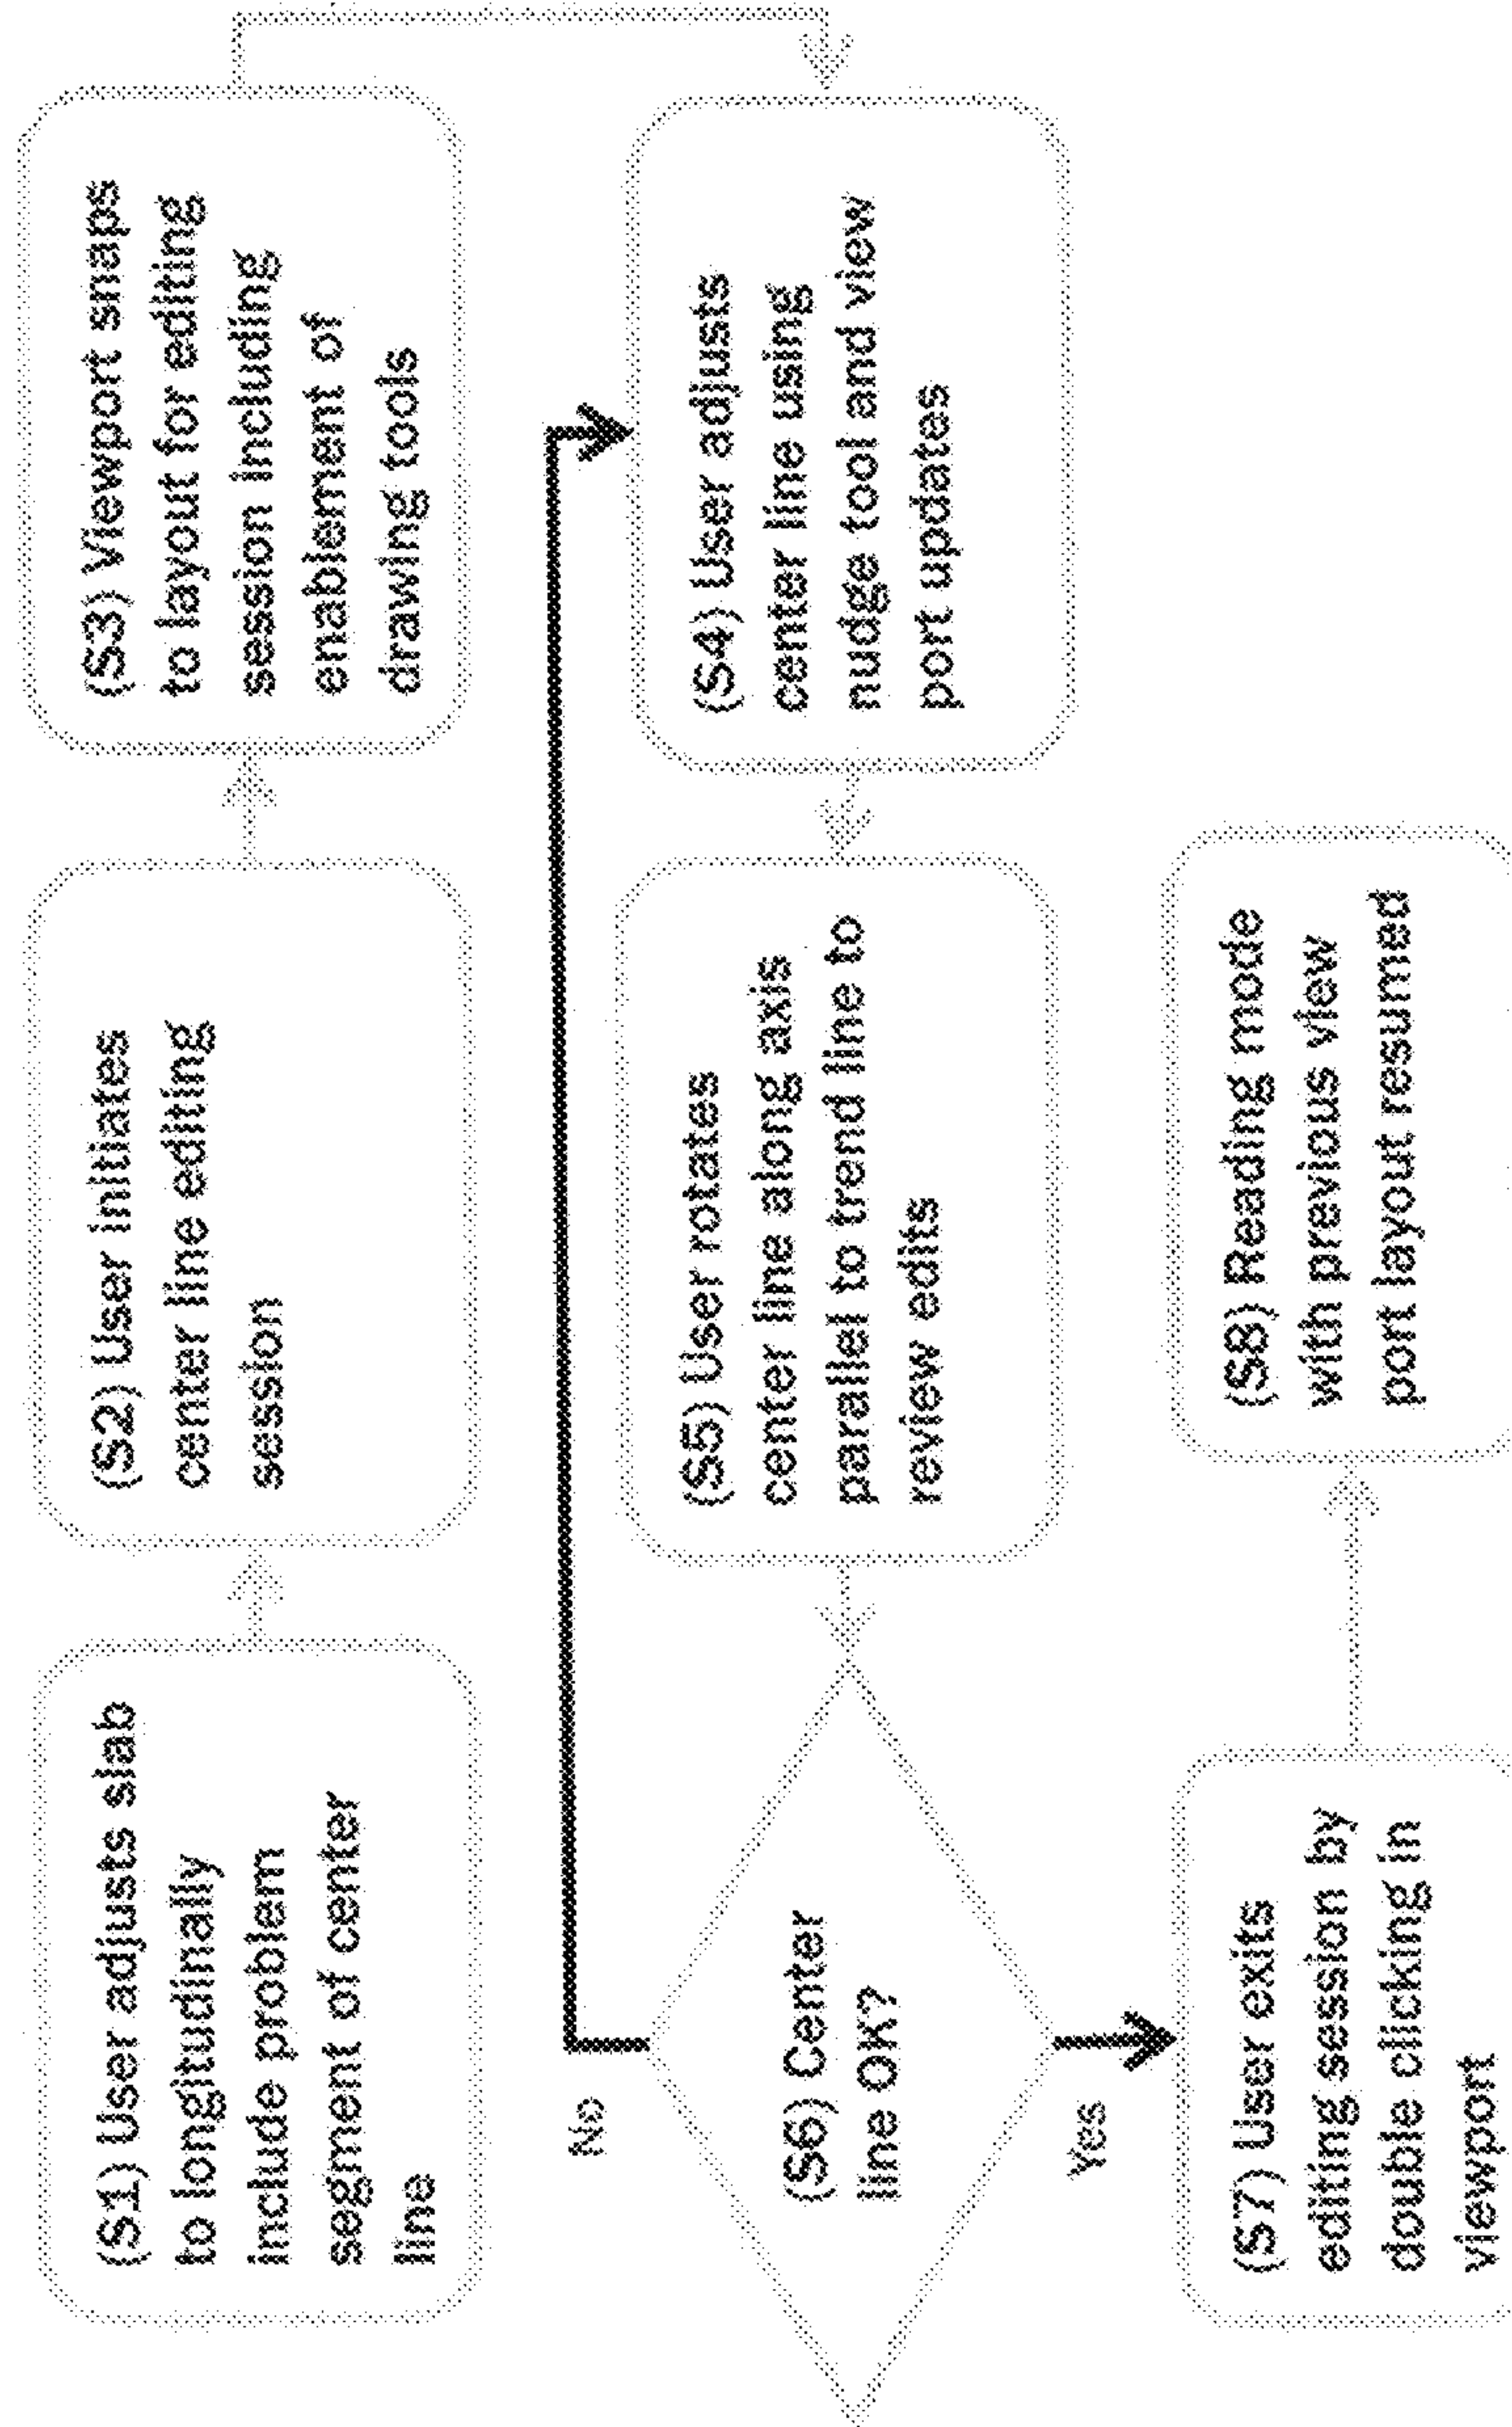 (S1) User adjusts slab
to longitudinally
include problem
segment of center
line
(S2) User initiates
center line editing
session
(S3) Viewport snaps
to layout for editing
session including
enablement of
drawing tools
(S4) User adjusts
center line using
nudge tool and view
port updates
(S5) User rotates
center line along axis
parallel to trend line to
review edits
(S6) Center
line OK?
No
Yes
(S7) User exits
editing session by
double clicking in
viewport
(S8) Reading mode
with previous view
port layout resumed